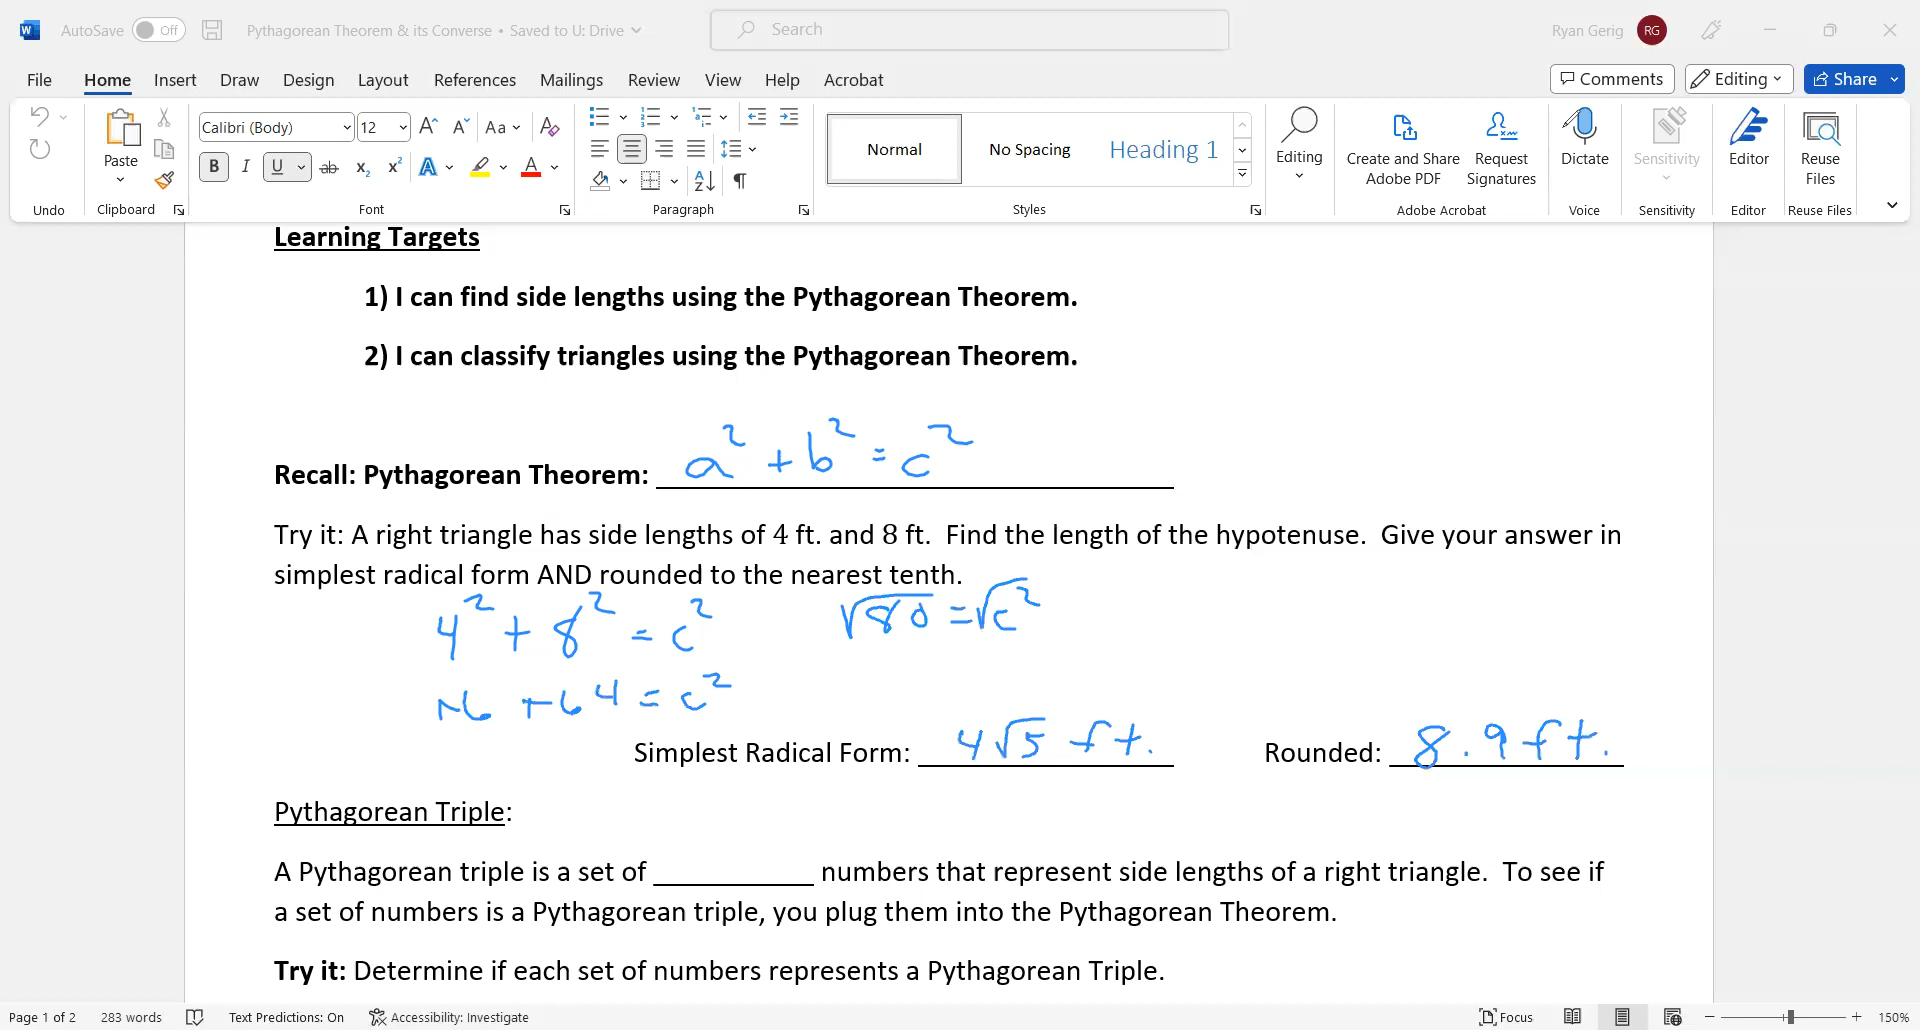 AutoSave Off Pythagorean Theorem & its Converse • Saved to U: Drive Search Ryan Gerig RG
File Home Insert Draw Design Layout References Mailings Review View Help Acrobat Comments Editing Share
Calibri (Body) 12 Aa
Paste B I U ab x₂ x² A A Normal No Spacing Heading 1 Editing Create and Share Adobe PDF Request Signatures Dictate Sensitivity Editor Reuse Files
Undo Clipboard Font Paragraph Styles Adobe Acrobat Voice Sensitivity Editor Reuse Files
Learning Targets
1) I can find side lengths using the Pythagorean Theorem.
2) I can classify triangles using the Pythagorean Theorem.
Recall: Pythagorean Theorem: a² + b² = c²
Try it: A right triangle has side lengths of 4 ft. and 8 ft. Find the length of the hypotenuse. Give your answer in
simplest radical form AND rounded to the nearest tenth.
4² + 8² = c² √80 = √c²
16 + 64 = c²
Simplest Radical Form: 4√5 ft. Rounded: 8.9 ft.
Pythagorean Triple:
A Pythagorean triple is a set of ___________ numbers that represent side lengths of a right triangle. To see if
a set of numbers is a Pythagorean triple, you plug them into the Pythagorean Theorem.
Try it: Determine if each set of numbers represents a Pythagorean Triple.
Page 1 of 2 283 words Text Predictions: On Accessibility: Investigate Focus 150%